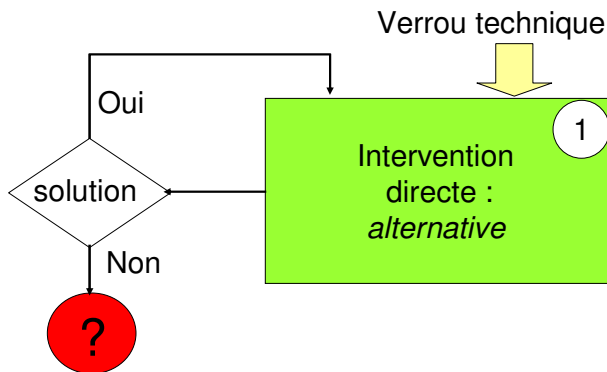 Verrou technique
Oui
1
Intervention
directe :
alternative
solution
Non
?